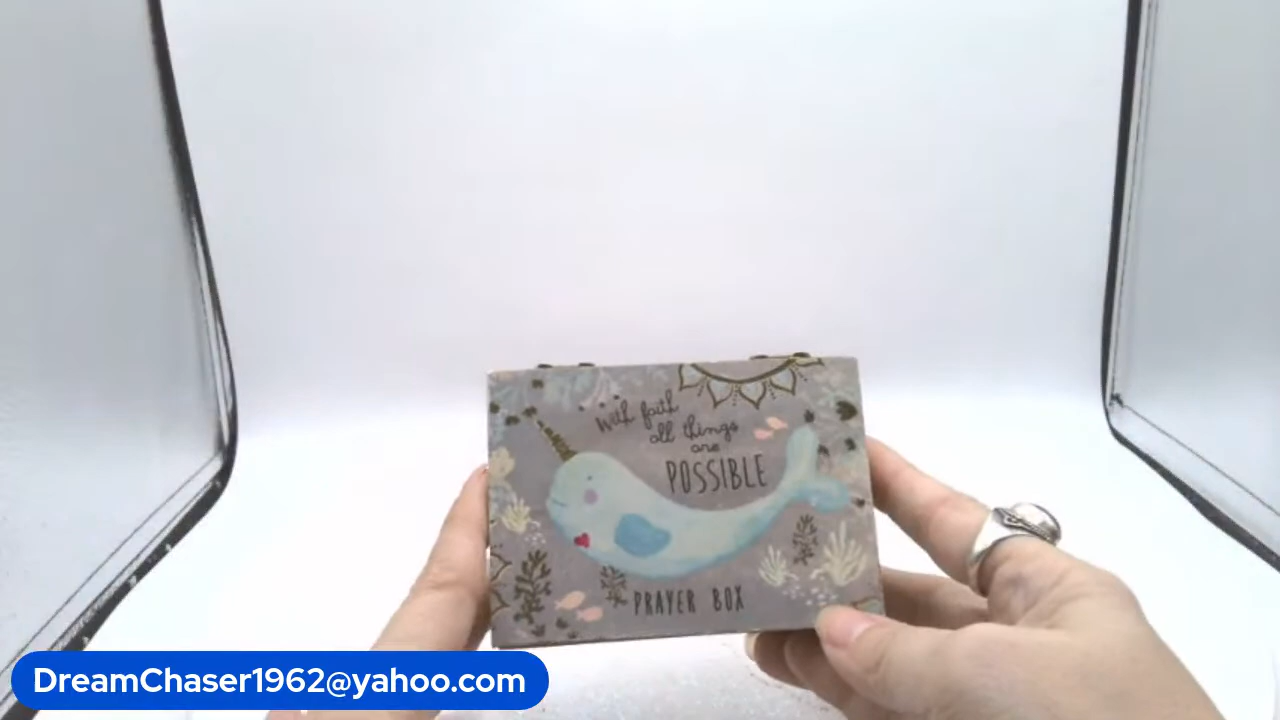 With faith
all things
are
POSSIBLE
PRAYER BOX
DreamChaser1962@yahoo.com